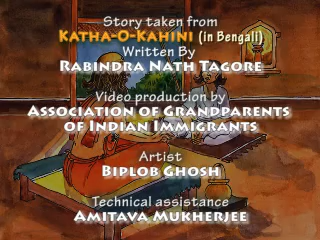 Story taken from
Katha-O-Kahini (in Bengali)
Written By
Rabindra Nath Tagore
Video production by
Association of Grandparents
of Indian Immigrants
Artist
Biplob Ghosh
Technical assistance
Amitava Mukherjee